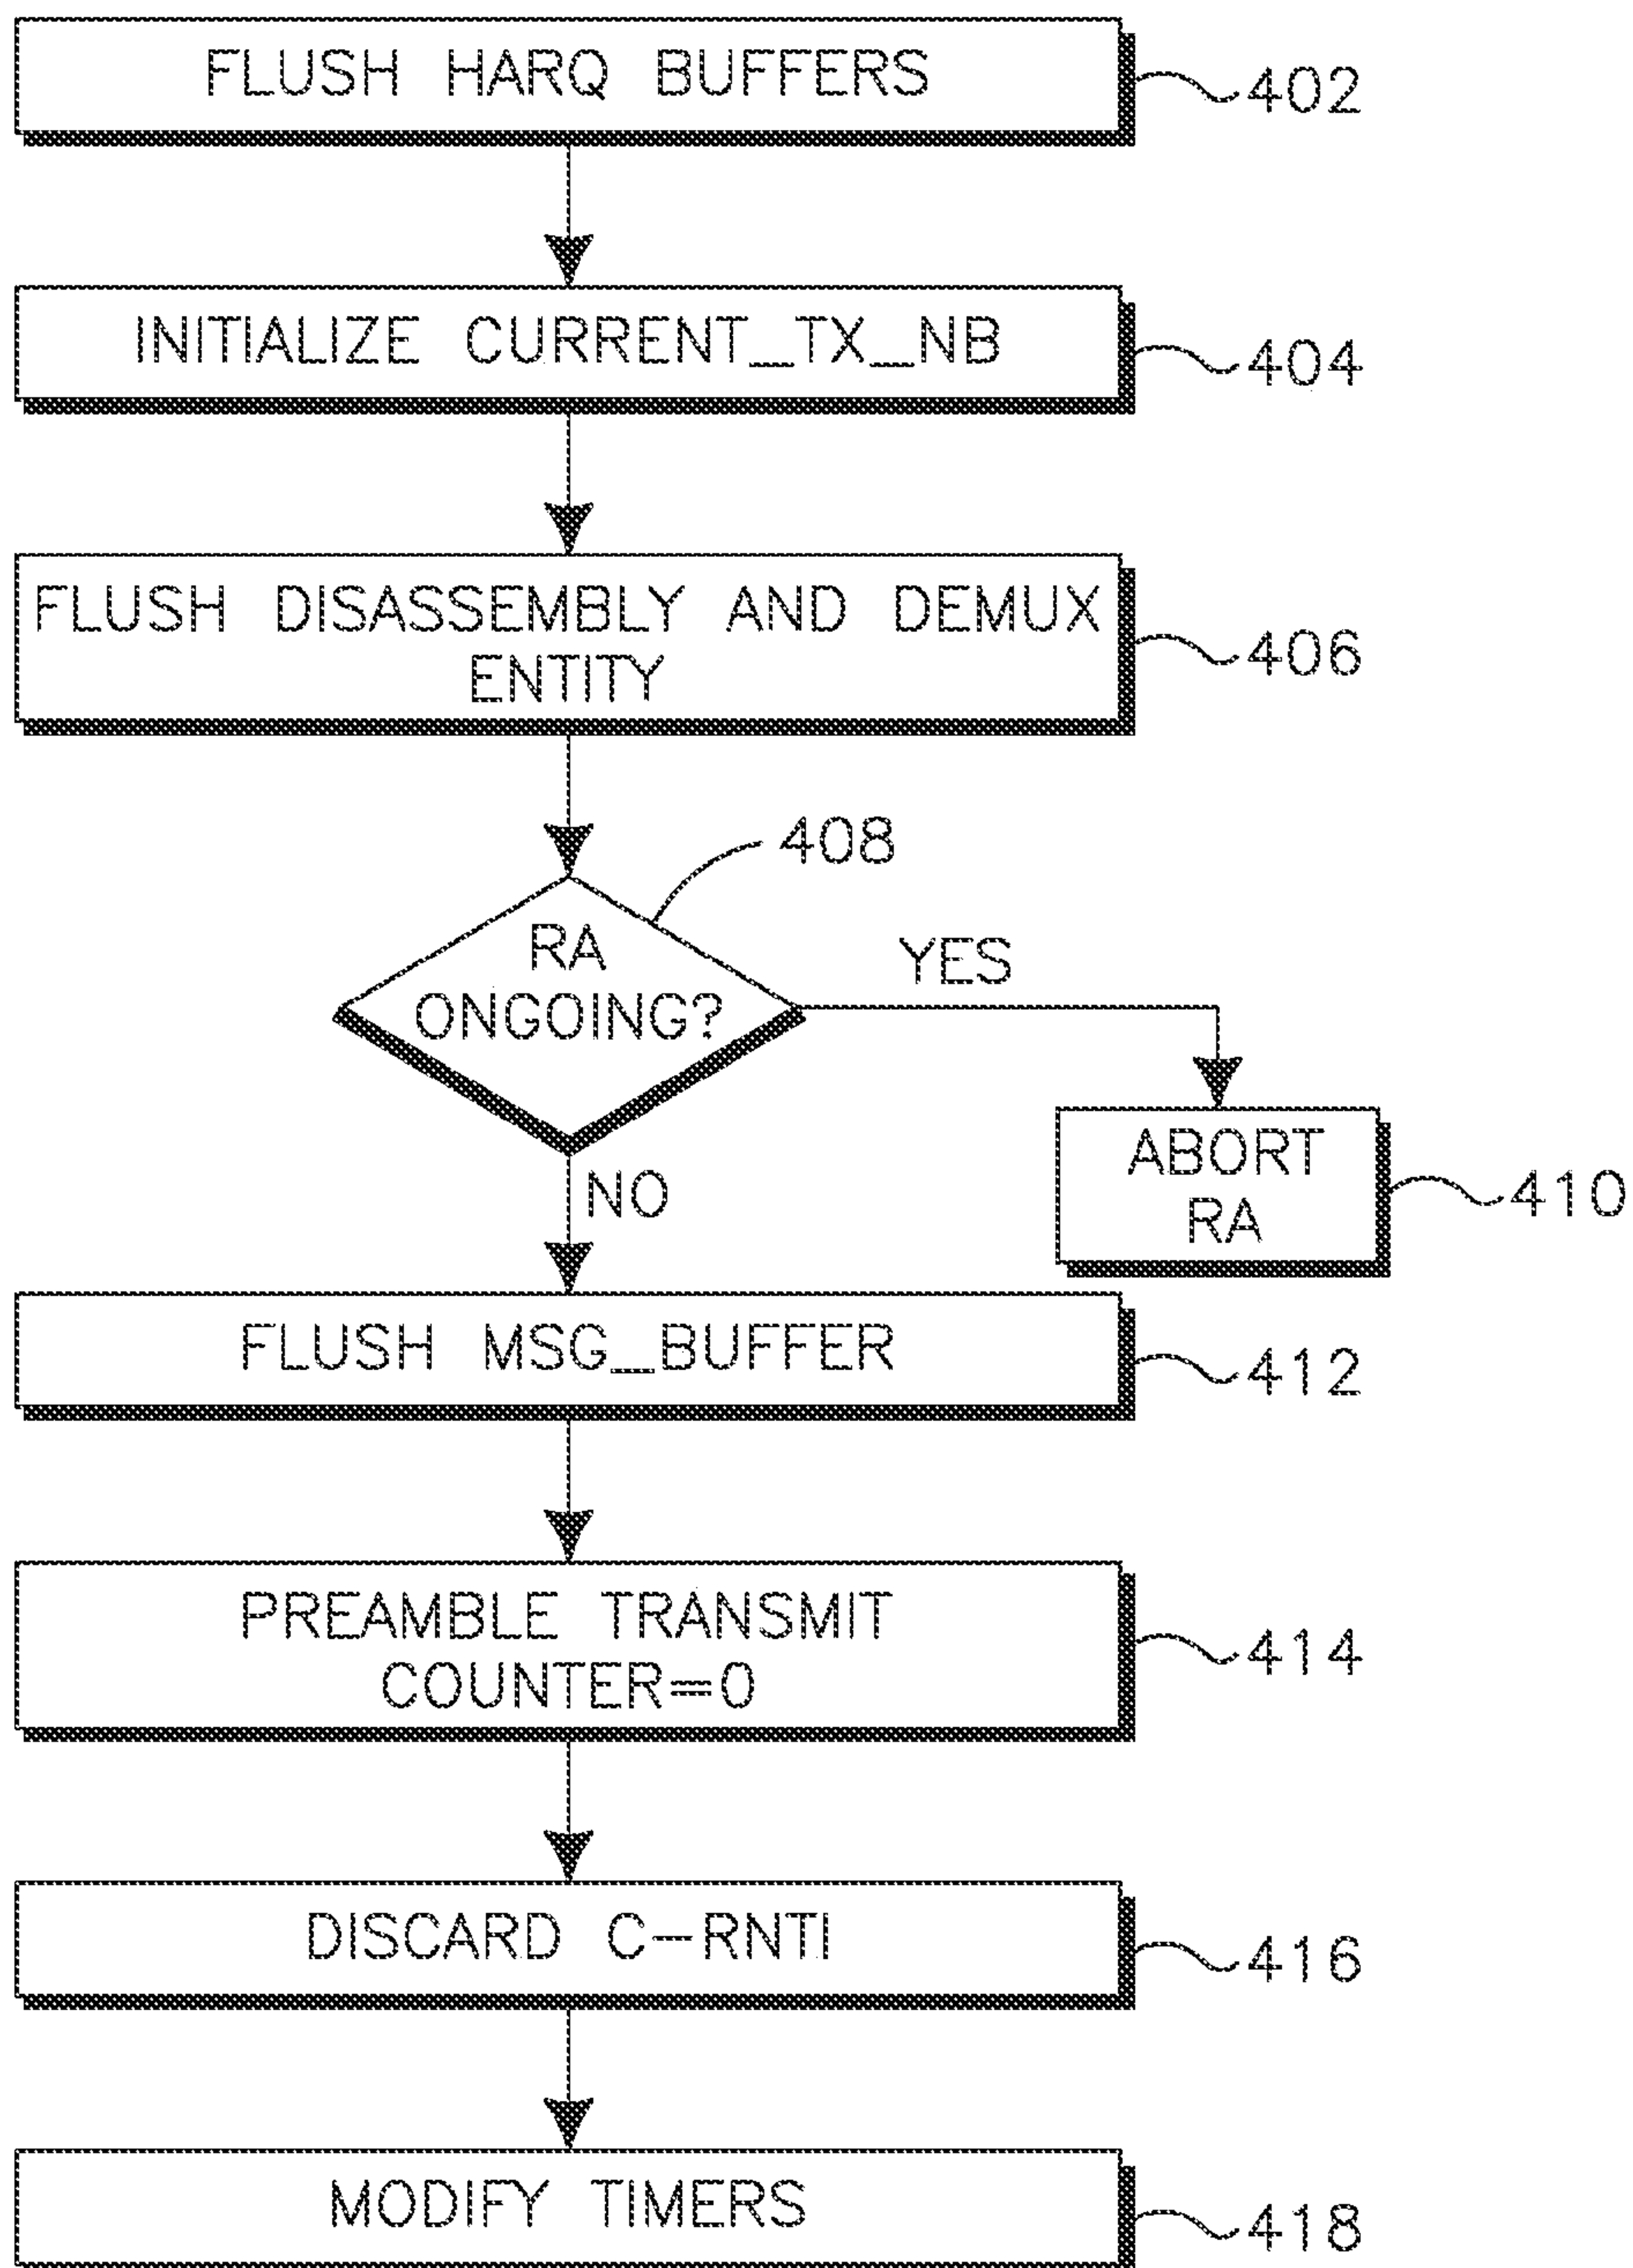 FLUSH HARQ BUFFERS
402
INITIALIZE CURRENT_TX_NB
404
FLUSH DISASSEMBLY AND DEMUX
ENTITY
406
408
RA
ONGOING?
YES
NO
ABORT
RA
410
FLUSH MSG_BUFFER
412
PREAMBLE TRANSMIT
COUNTER=0
414
DISCARD C-RNTI
416
MODIFY TIMERS
418